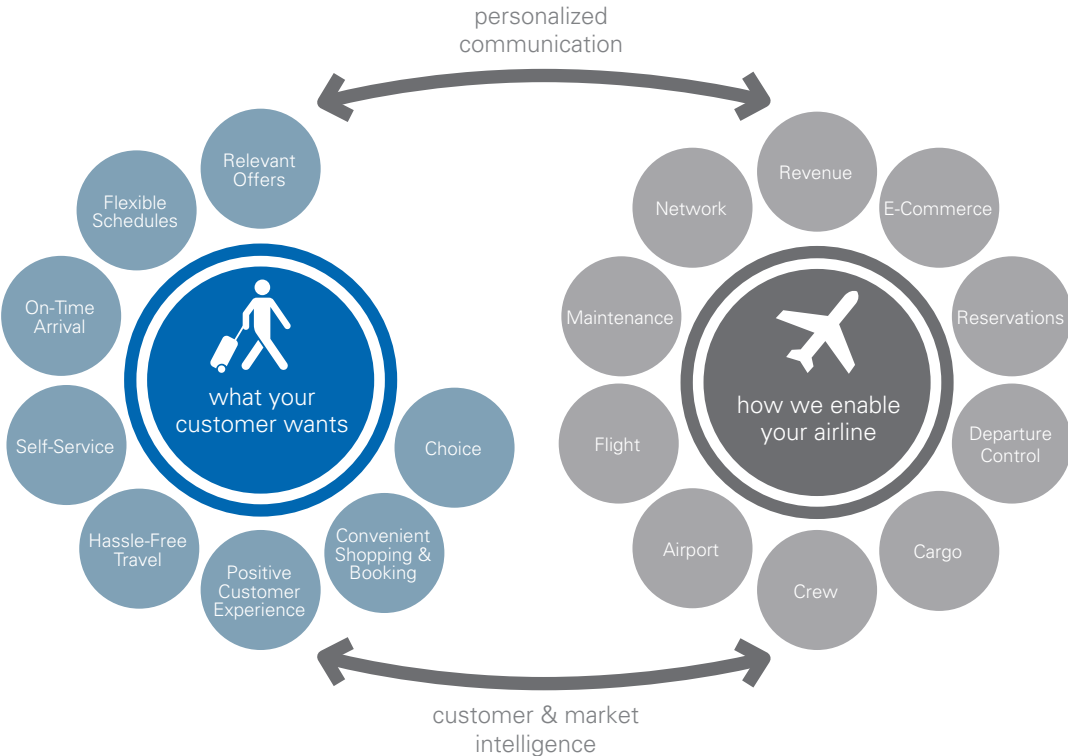 personalized
communication
Relevant
Offers
Flexible
Schedules
On-Time
Arrival
Self-Service
Hassle-Free
Travel
Positive
Customer
Experience
Convenient
Shopping &
Booking
Choice
what your
customer wants
Revenue
E-Commerce
Reservations
Departure
Control
Cargo
Crew
Airport
Flight
Maintenance
Network
how we enable
your airline
customer & market
intelligence